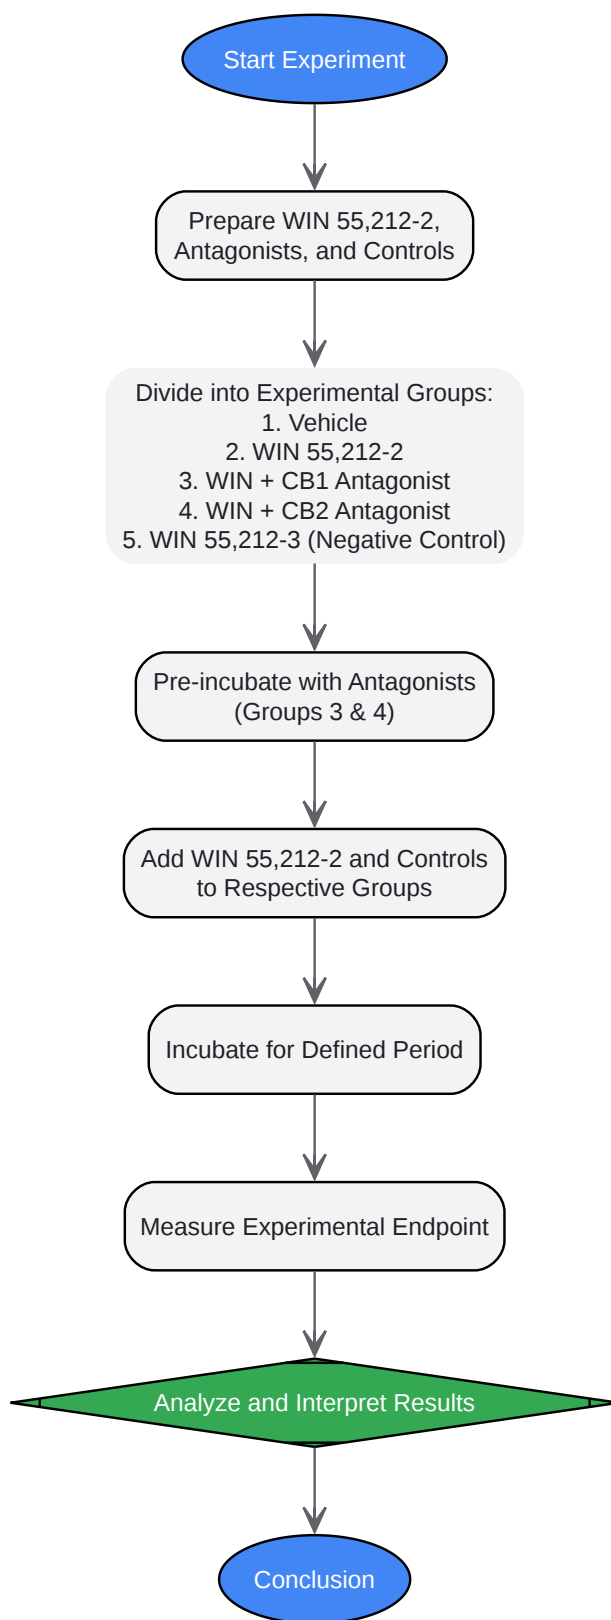 Start Experiment
Prepare WIN 55,212-2,
Antagonists, and Controls
Divide into Experimental Groups:
1. Vehicle
2. WIN 55,212-2
3. WIN + CB1 Antagonist
4. WIN + CB2 Antagonist
5. WIN 55,212-3 (Negative Control)
Pre-incubate with Antagonists
(Groups 3 & 4)
Add WIN 55,212-2 and Controls
to Respective Groups
Incubate for Defined Period
Measure Experimental Endpoint
Analyze and Interpret Results
Conclusion